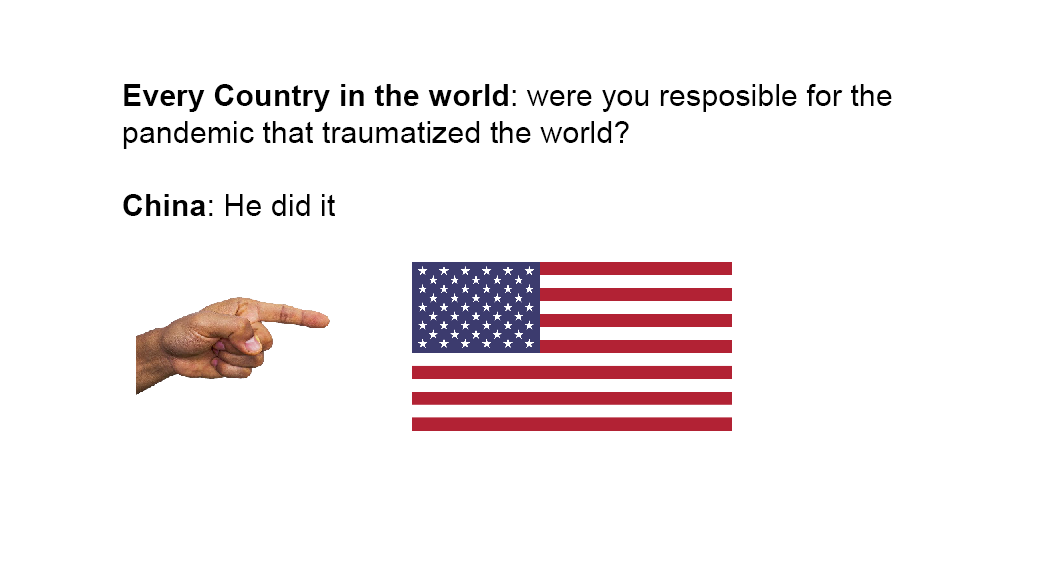 Every Country in the world: were you resposible for the
pandemic that traumatized the world?
China: He did it